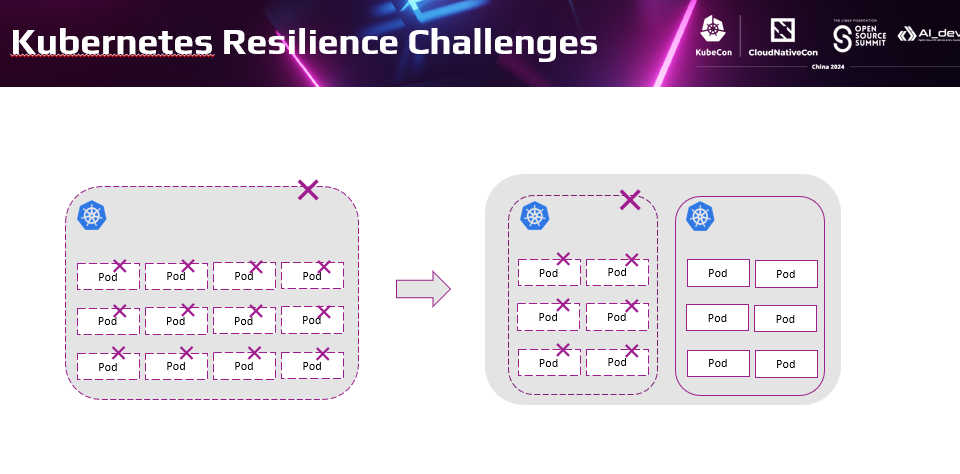 Kubernetes Resilience Challenges
KubeCon
CloudNativeCon
OPEN
SOURCE
SUMMIT
AI_dev
THE LINUX FOUNDATION
China 2024
Pod Pod Pod Pod
Pod Pod Pod Pod
Pod Pod Pod Pod
Pod Pod Pod Pod
Pod Pod Pod Pod
Pod Pod Pod Pod